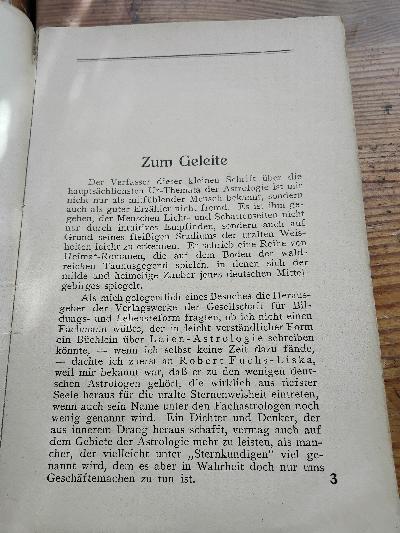 Zum Geleite
Der Verfasser dieser kleinen Schrift über die
hauptsächlichsten Ur-Themata der Astrologie ist mir
nicht nur als mitfühlender Mensch bekannt, sondern
auch als guter Erzähler nicht fremd. Es ist ihm ge-
geben, der Menschen Licht- und Schattenseiten nicht
nur durch intuitives Empfinden, sondern auch auf
Grund seines fleißigen Studiums der uralten Weis-
heiten leicht zu erkennen. Er schrieb eine Reihe von
Heimat-Romanen, die auf dem Boden der wald-
reichen Taunusgegend spielen, in denen sich der
milde und heimelige Zauber jenes deutschen Mittel-
gebirges spiegelt.
Als mich gelegentlich eines Besuches die Heraus-
geber der Verlagswerke der Gesellschaft für Bil-
dungs- und Lebensreform fragten, ob ich nicht einen
Fachmann wüßte, der in leicht verständlicher Form
ein Büchlein über Laien-Astrologie schreiben
könnte, — wenn ich selbst keine Zeit dazu fände,
— dachte ich zuerst an Robert Fuchs-Liska,
weil mir bekannt war, daß er zu den wenigen deut-
schen Astrologen gehört, die wirklich aus tiefster
Seele heraus für die uralte Sternenweisheit eintreten,
wenn auch sein Name unter den Fachastrologen noch
wenig genannt wird. Ein Dichter und Denker, der
aus innerem Drang heraus schafft, vermag auch auf
dem Gebiete der Astrologie mehr zu leisten, als man-
cher, der vielleicht unter „Sternkundigen" viel ge-
nannt wird, dem es aber in Wahrheit doch nur ums
Geschäftemachen zu tun ist.
3